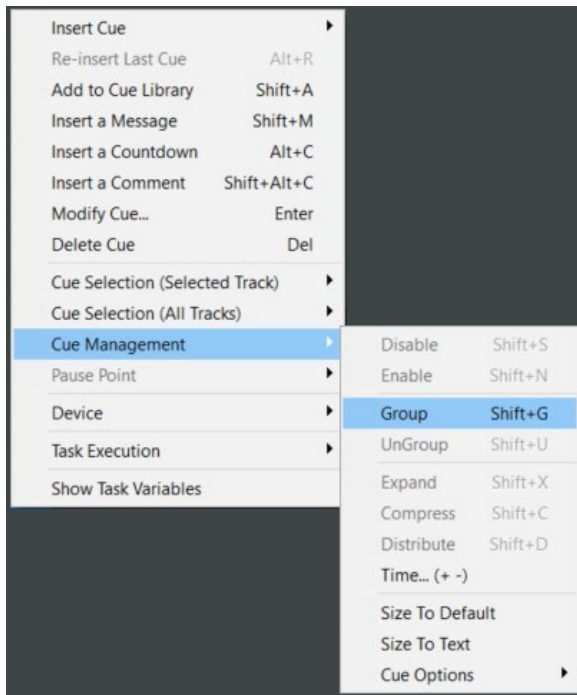 Insert Cue
Re-insert Last Cue Alt+R
Add to Cue Library Shift+A
Insert a Message Shift+M
Insert a Countdown Alt+C
Insert a Comment Shift+Alt+C
Modify Cue... Enter
Delete Cue Del
Cue Selection (Selected Track)
Cue Selection (All Tracks)
Cue Management
Pause Point
Device
Task Execution
Show Task Variables
Disable Shift+S
Enable Shift+N
Group Shift+G
UnGroup Shift+U
Expand Shift+X
Compress Shift+C
Distribute Shift+D
Time... (+ -)
Size To Default
Size To Text
Cue Options